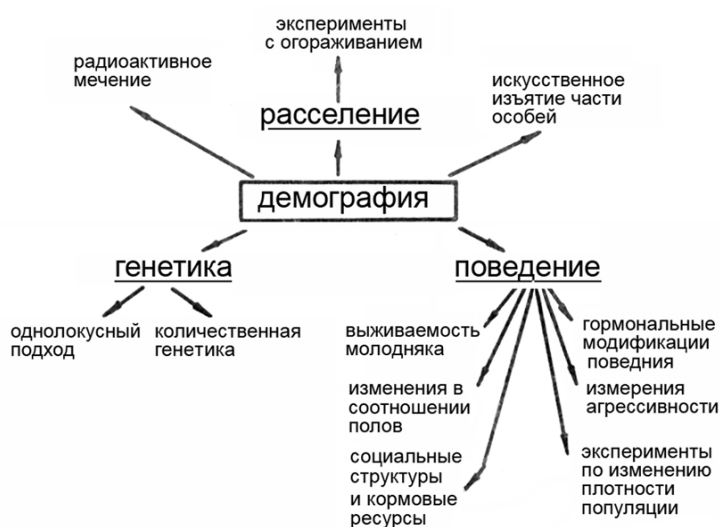 эксперименты
с огораживанием
радиоактивное
мечение
искусственное
изъятие части
особей
расселение
демография
генетика
поведение
однолокусный
подход
количественная
генетика
выживаемость
молодняка
гормональные
модификации
поведния
изменения в
соотношении
полов
измерения
агрессивности
социальные
структуры
и кормовые
ресурсы
эксперименты
по изменению
плотности
популяции